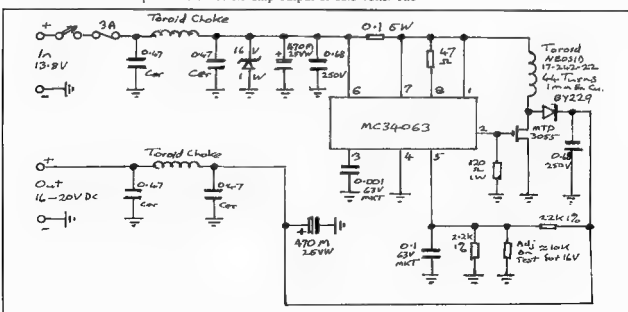 +
3A
Toroid Choke
In
13.8V
-
0.47
Cer
0.47
Cer
16 V
1 W
470M
25VW
0.68
250V
0.1 5W
47
Ω
6
7
8
1
MC34063
2
3
4
5
0.001
63V
MKT
120
Ω
1W
Toroid
NEOSID
17-242-22
44 Turns
1mm En Cu.
BY229
MTP
3055
0.68
250V
+
Toroid Choke
Out
16-20V DC
-
0.47
Cer
0.47
Cer
+
470M
25VW
0.1
63V
MKT
2.2K
1%
Adj ≈ 10K
on
Test for 16V
22K 1%